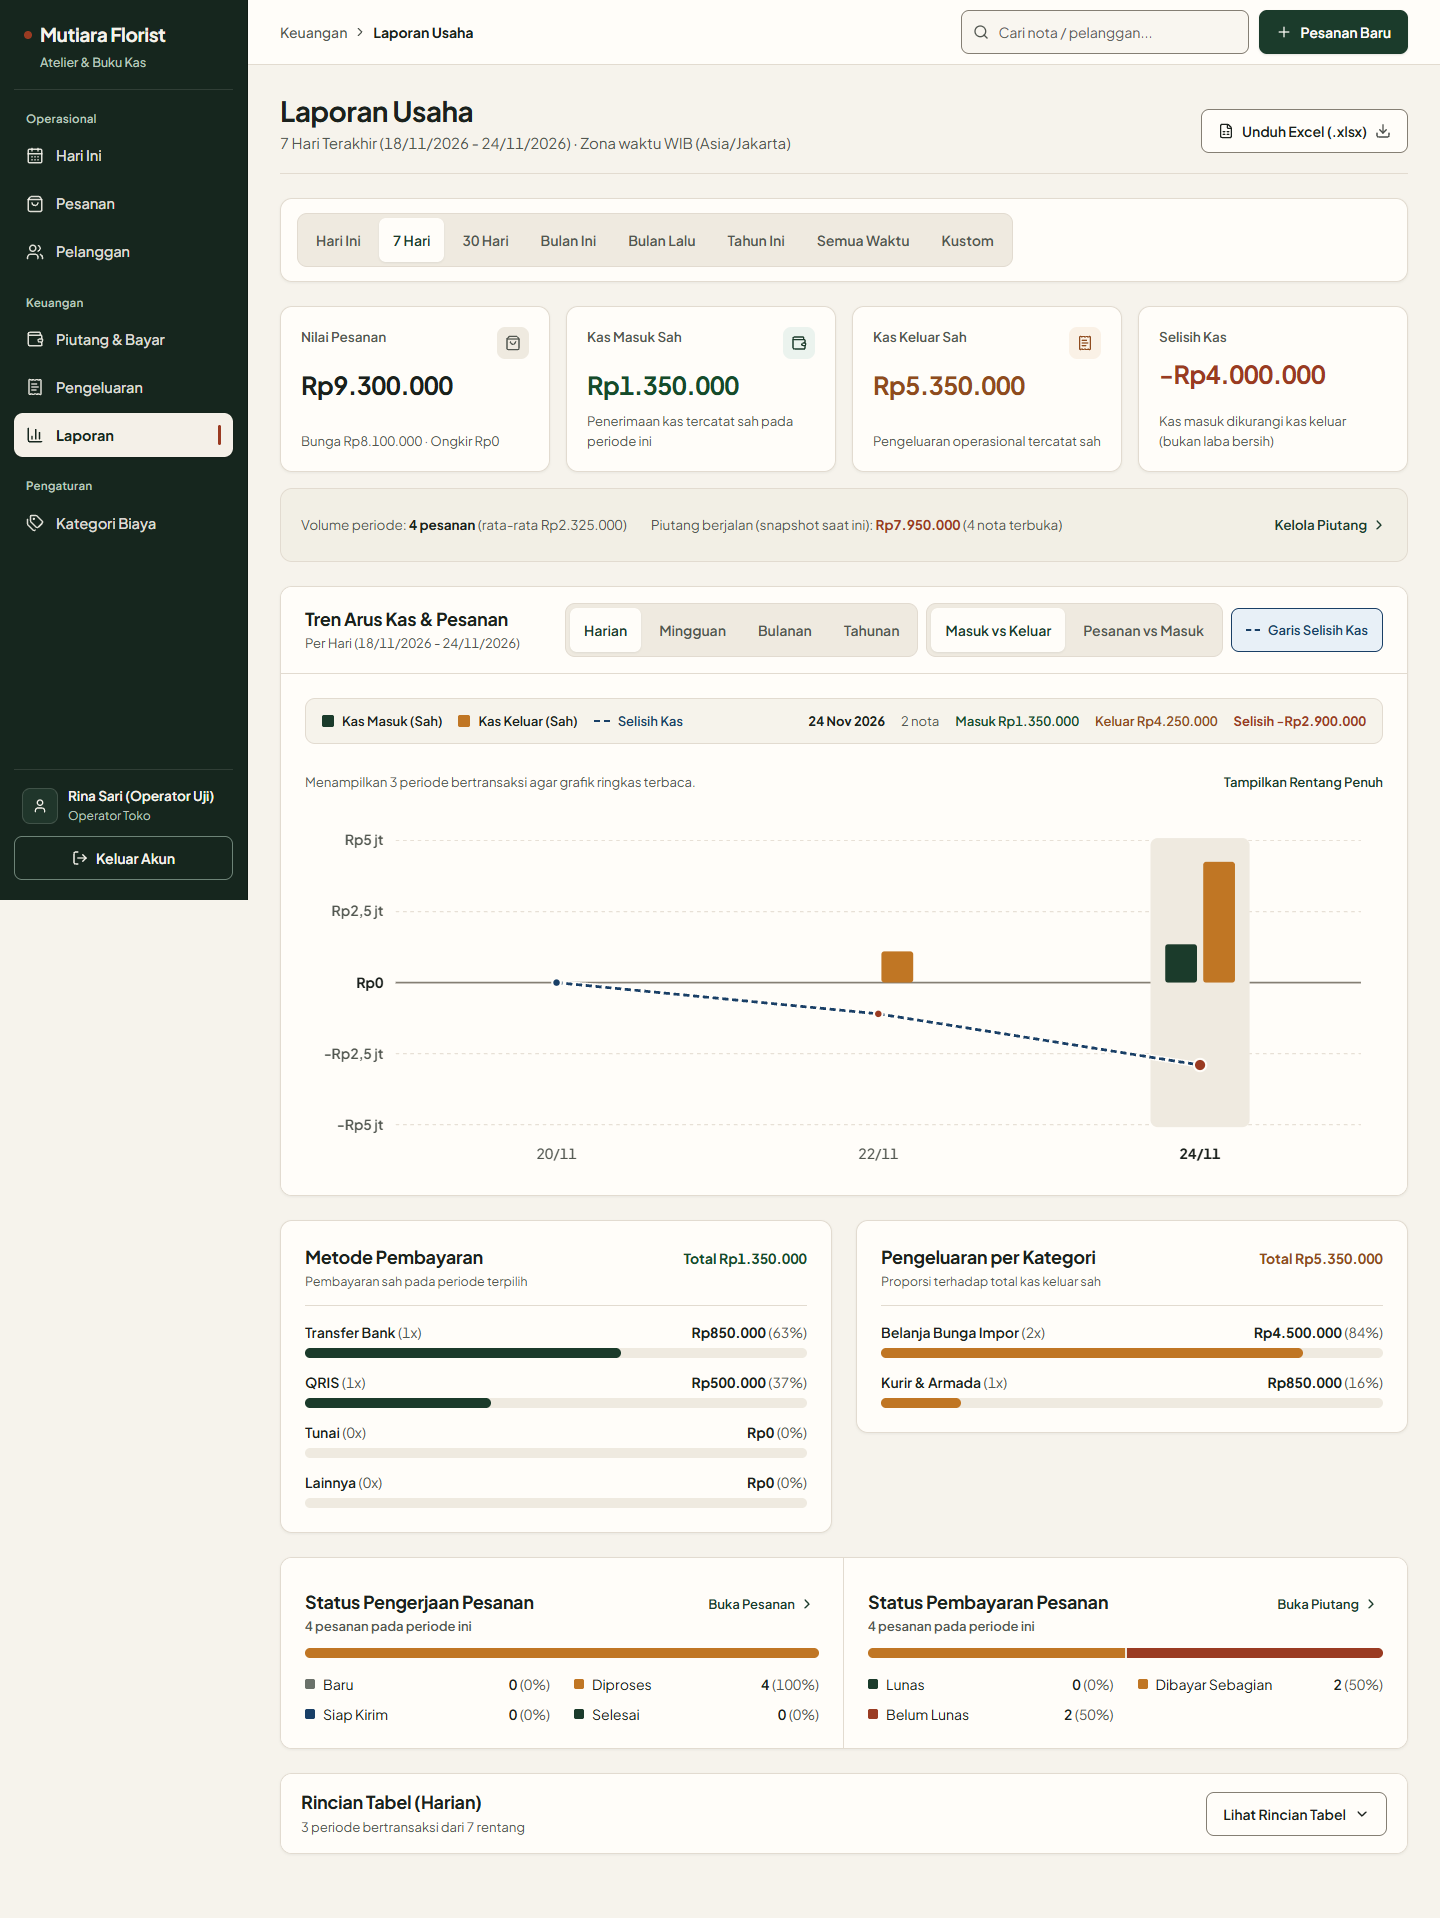 Mutiara Florist
Atelier & Buku Kas
Operasional
Hari Ini
Pesanan
Pelanggan
Keuangan
Piutang & Bayar
Pengeluaran
Laporan
Pengaturan
Kategori Biaya
Rina Sari (Operator Uji)
Operator Toko
Keluar Akun
Keuangan > Laporan Usaha
Cari nota / pelanggan...
Pesanan Baru
Laporan Usaha
7 Hari Terakhir (18/11/2026 - 24/11/2026) · Zona waktu WIB (Asia/Jakarta)
Unduh Excel (.xlsx)
Hari Ini 7 Hari 30 Hari Bulan Ini Bulan Lalu Tahun Ini Semua Waktu Kustom
Nilai Pesanan
Rp9.300.000
Bunga Rp8.100.000 · Ongkir Rp0
Kas Masuk Sah
Rp1.350.000
Penerimaan kas tercatat sah pada
periode ini
Kas Keluar Sah
Rp5.350.000
Pengeluaran operasional tercatat sah
Selisih Kas
-Rp4.000.000
Kas masuk dikurangi kas keluar
(bukan laba bersih)
Volume periode: 4 pesanan (rata-rata Rp2.325.000) Piutang berjalan (snapshot saat ini): Rp7.950.000 (4 nota terbuka)
Kelola Piutang
Tren Arus Kas & Pesanan
Per Hari (18/11/2026 - 24/11/2026)
Harian Mingguan Bulanan Tahunan
Masuk vs Keluar Pesanan vs Masuk
Garis Selisih Kas
Kas Masuk (Sah) Kas Keluar (Sah) Selisih Kas
24 Nov 2026 2 nota Masuk Rp1.350.000 Keluar Rp4.250.000 Selisih -Rp2.900.000
Menampilkan 3 periode bertransaksi agar grafik ringkas terbaca.
Tampilkan Rentang Penuh
Rp5 jt
Rp2,5 jt
Rp0
-Rp2,5 jt
-Rp5 jt
20/11 22/11 24/11
Metode Pembayaran
Total Rp1.350.000
Pembayaran sah pada periode terpilih
Transfer Bank (1x) Rp850.000 (63%)
QRIS (1x) Rp500.000 (37%)
Tunai (0x) Rp0 (0%)
Lainnya (0x) Rp0 (0%)
Pengeluaran per Kategori
Total Rp5.350.000
Proporsi terhadap total kas keluar sah
Belanja Bunga Impor (2x) Rp4.500.000 (84%)
Kurir & Armada (1x) Rp850.000 (16%)
Status Pengerjaan Pesanan
Buka Pesanan
4 pesanan pada periode ini
Baru 0 (0%) Diproses 4 (100%)
Siap Kirim 0 (0%) Selesai 0 (0%)
Status Pembayaran Pesanan
Buka Piutang
4 pesanan pada periode ini
Lunas 0 (0%) Dibayar Sebagian 2 (50%)
Belum Lunas 2 (50%)
Rincian Tabel (Harian)
3 periode bertransaksi dari 7 rentang
Lihat Rincian Tabel